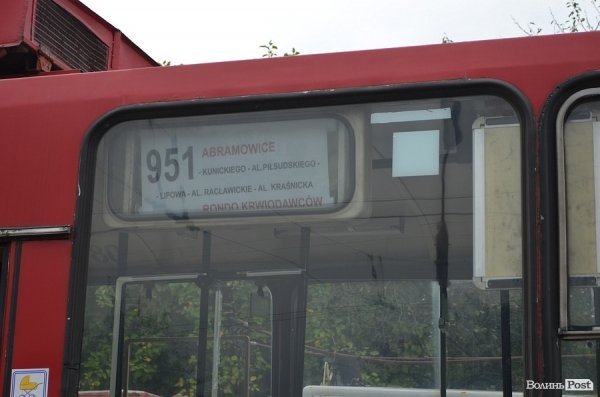 951
ABRAMOWICE
- KUNICKIEGO - AL.PIŁSUDSKIEGO -
- LIPOWA - AL. RACŁAWICKIE - AL. KRAŚNICKA
RONDO KRWIODAWCÓW
Волинь Post